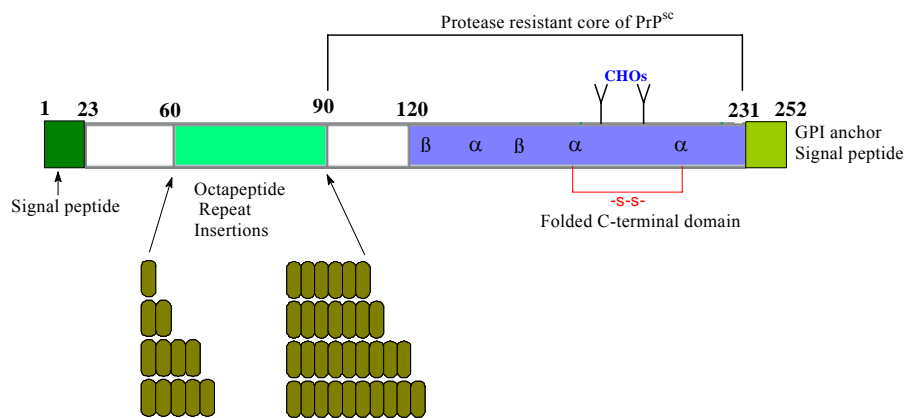 Protease resistant core of PrPsc
CHOs
1 23 60 90 120 231 252
β α β α α
GPI anchor
Signal peptide
Signal peptide
Octapeptide
Repeat
Insertions
-s-s-
Folded C-terminal domain